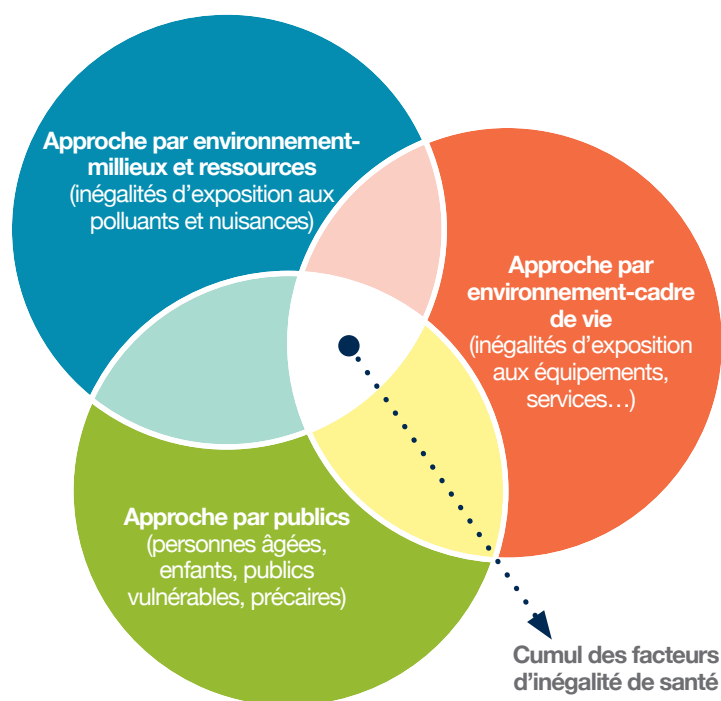 Approche par environnement-
millieux et ressources
(inégalités d'exposition aux
polluants et nuisances)
Approche par
environnement-cadre
de vie
(inégalités d'exposition
aux équipements,
services…)
Approche par publics
(personnes âgées,
enfants, publics
vulnérables, précaires)
Cumul des facteurs
d'inégalité de santé